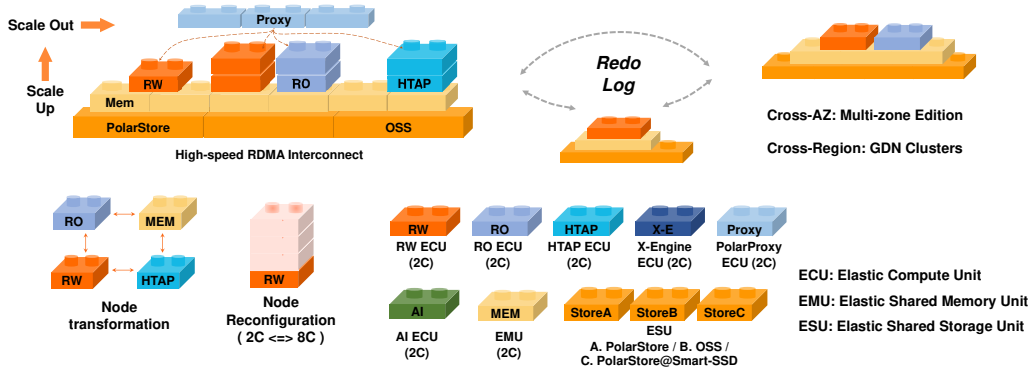 Scale Out
Proxy
Scale
Up
RW
RO
HTAP
Mem
PolarStore
OSS
High-speed RDMA Interconnect
Redo
Log
Cross-AZ: Multi-zone Edition
Cross-Region: GDN Clusters
RO
MEM
RW
HTAP
Node
transformation
RW
Node
Reconfiguration
( 2C <=> 8C )
RW
RO
HTAP
X-E
Proxy
RW ECU
(2C)
RO ECU
(2C)
HTAP ECU
(2C)
X-Engine
ECU (2C)
PolarProxy
ECU (2C)
AI
MEM
StoreA
StoreB
StoreC
AI ECU
(2C)
EMU
(2C)
ESU
A. PolarStore / B. OSS /
C. PolarStore@Smart-SSD
ECU: Elastic Compute Unit
EMU: Elastic Shared Memory Unit
ESU: Elastic Shared Storage Unit